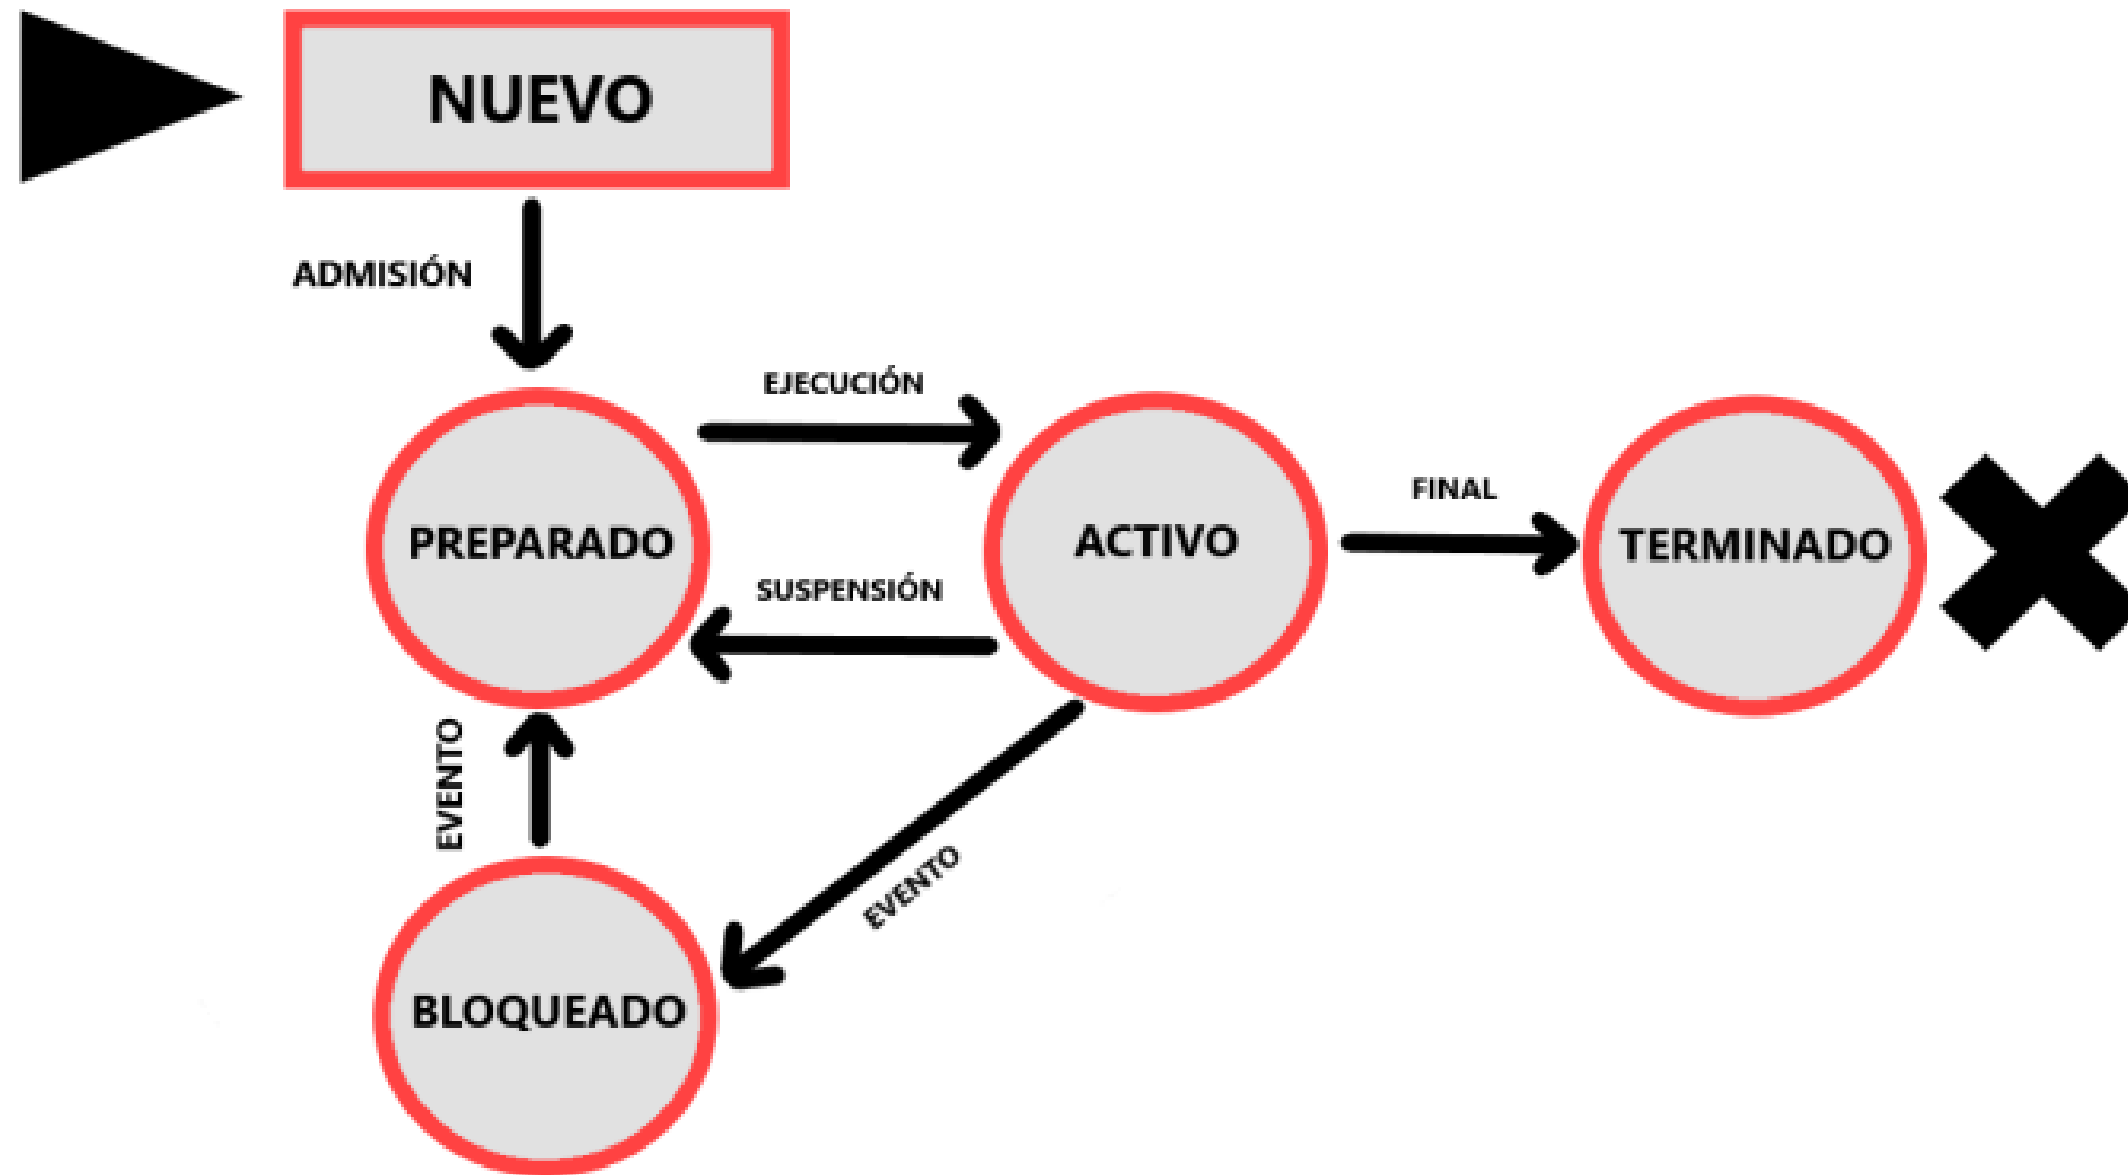 NUEVO
ADMISIÓN
EJECUCIÓN
PREPARADO
ACTIVO
FINAL
TERMINADO
SUSPENSIÓN
EVENTO
EVENTO
BLOQUEADO